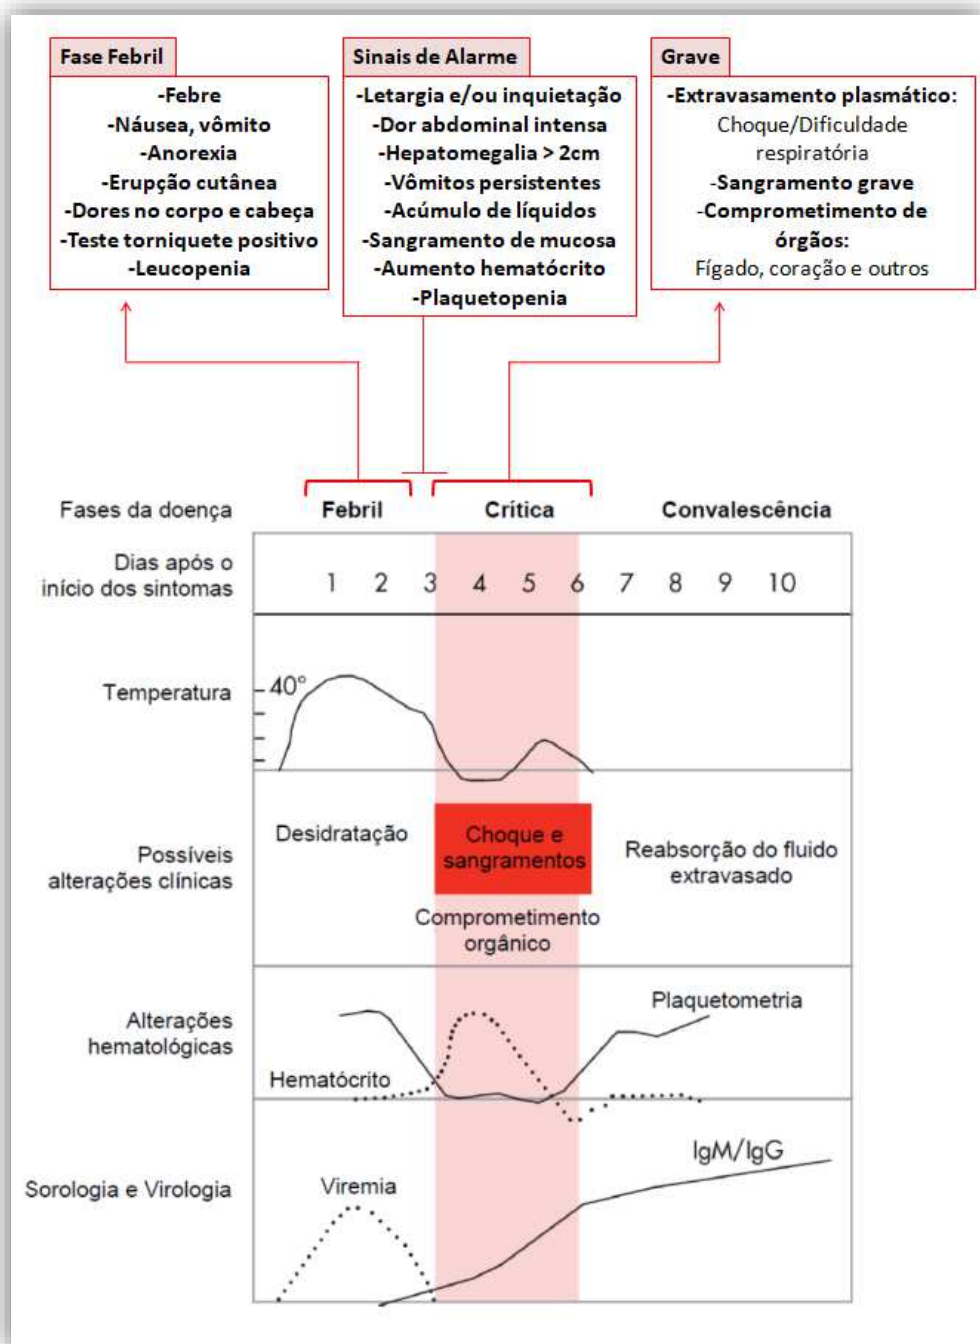 Fase Febril
-Febre
-Náusea, vômito
-Anorexia
-Erupção cutânea
-Dores no corpo e cabeça
-Teste torniquete positivo
-Leucopenia
Sinais de Alarme
-Letargia e/ou inquietação
-Dor abdominal intensa
-Hepatomegalia > 2cm
-Vômitos persistentes
-Acúmulo de líquidos
-Sangramento de mucosa
-Aumento hematócrito
-Plaquetopenia
Grave
-Extravasamento plasmático:
Choque/Dificuldade
respiratória
-Sangramento grave
-Comprometimento de
órgãos:
Fígado, coração e outros
Fases da doença
Febril
Crítica
Convalescência
Dias após o
início dos sintomas
1 2 3 4 5 6 7 8 9 10
Temperatura
40°
Possíveis
alterações clínicas
Desidratação
Choque e
sangramentos
Comprometimento
orgânico
Reabsorção do fluido
extravasado
Alterações
hematológicas
Plaquetometria
Hematócrito
Sorologia e Virologia
Viremia
IgM/IgG